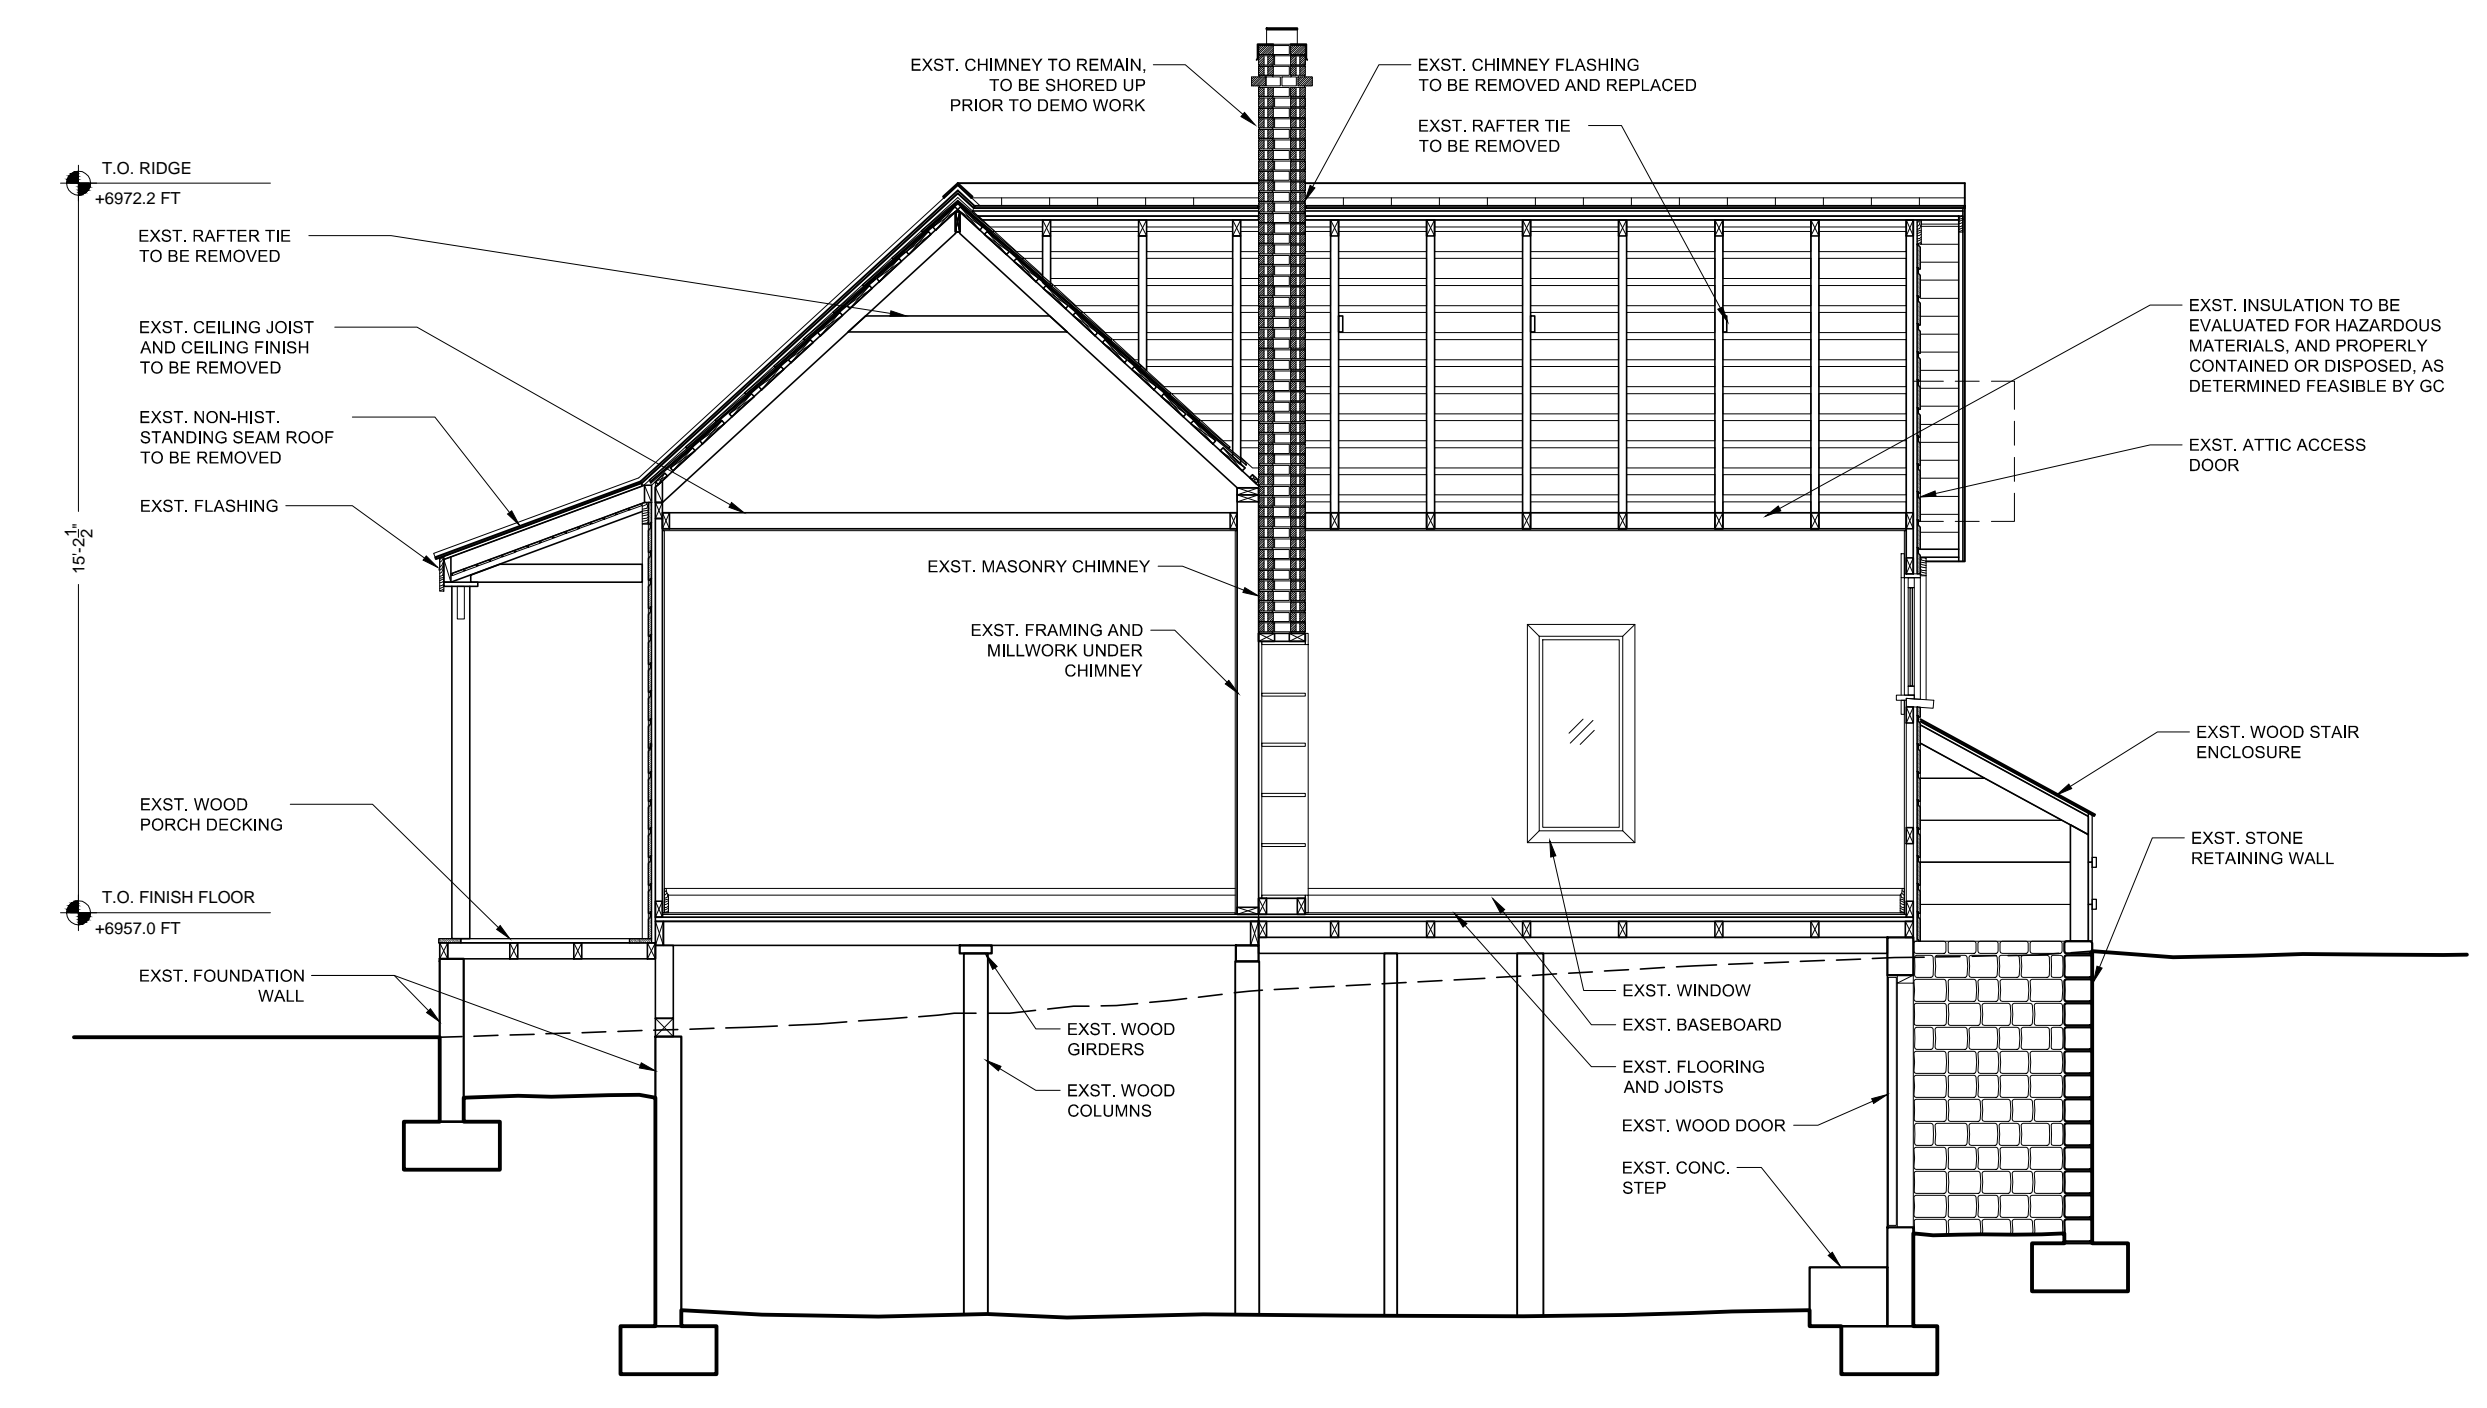 EXST. CHIMNEY TO REMAIN,
TO BE SHORED UP
PRIOR TO DEMO WORK
EXST. CHIMNEY FLASHING
TO BE REMOVED AND REPLACED
EXST. RAFTER TIE
TO BE REMOVED
T.O. RIDGE
+6972.2 FT
EXST. RAFTER TIE
TO BE REMOVED
EXST. CEILING JOIST
AND CEILING FINISH
TO BE REMOVED
EXST. NON-HIST.
STANDING SEAM ROOF
TO BE REMOVED
EXST. FLASHING
15'-2 1/2"
EXST. INSULATION TO BE
EVALUATED FOR HAZARDOUS
MATERIALS, AND PROPERLY
CONTAINED OR DISPOSED, AS
DETERMINED FEASIBLE BY GC
EXST. ATTIC ACCESS
DOOR
EXST. MASONRY CHIMNEY
EXST. FRAMING AND
MILLWORK UNDER
CHIMNEY
EXST. WOOD STAIR
ENCLOSURE
EXST. STONE
RETAINING WALL
EXST. WOOD
PORCH DECKING
T.O. FINISH FLOOR
+6957.0 FT
EXST. FOUNDATION
WALL
EXST. WOOD
GIRDERS
EXST. WOOD
COLUMNS
EXST. WINDOW
EXST. BASEBOARD
EXST. FLOORING
AND JOISTS
EXST. WOOD DOOR
EXST. CONC.
STEP